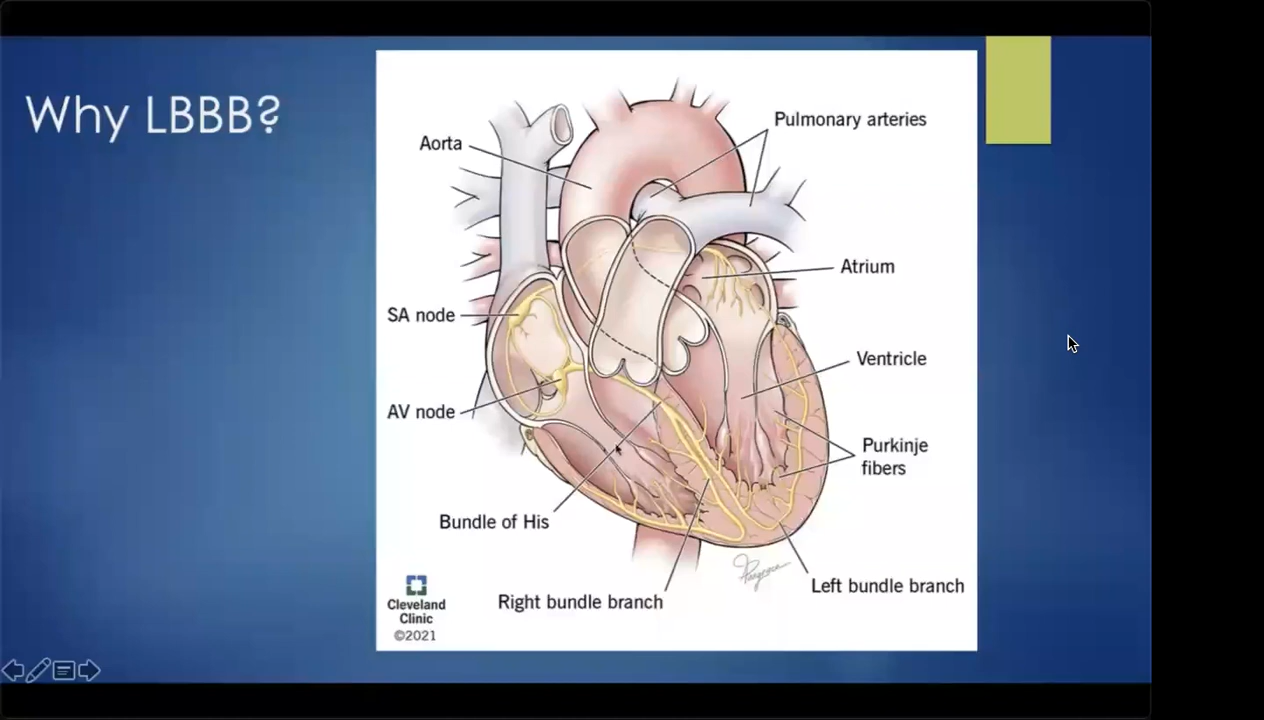 Why LBBB?
Pulmonary arteries
Aorta
Atrium
SA node
Ventricle
AV node
Purkinje
fibers
Bundle of His
Left bundle branch
Right bundle branch
Cleveland
Clinic
©2021